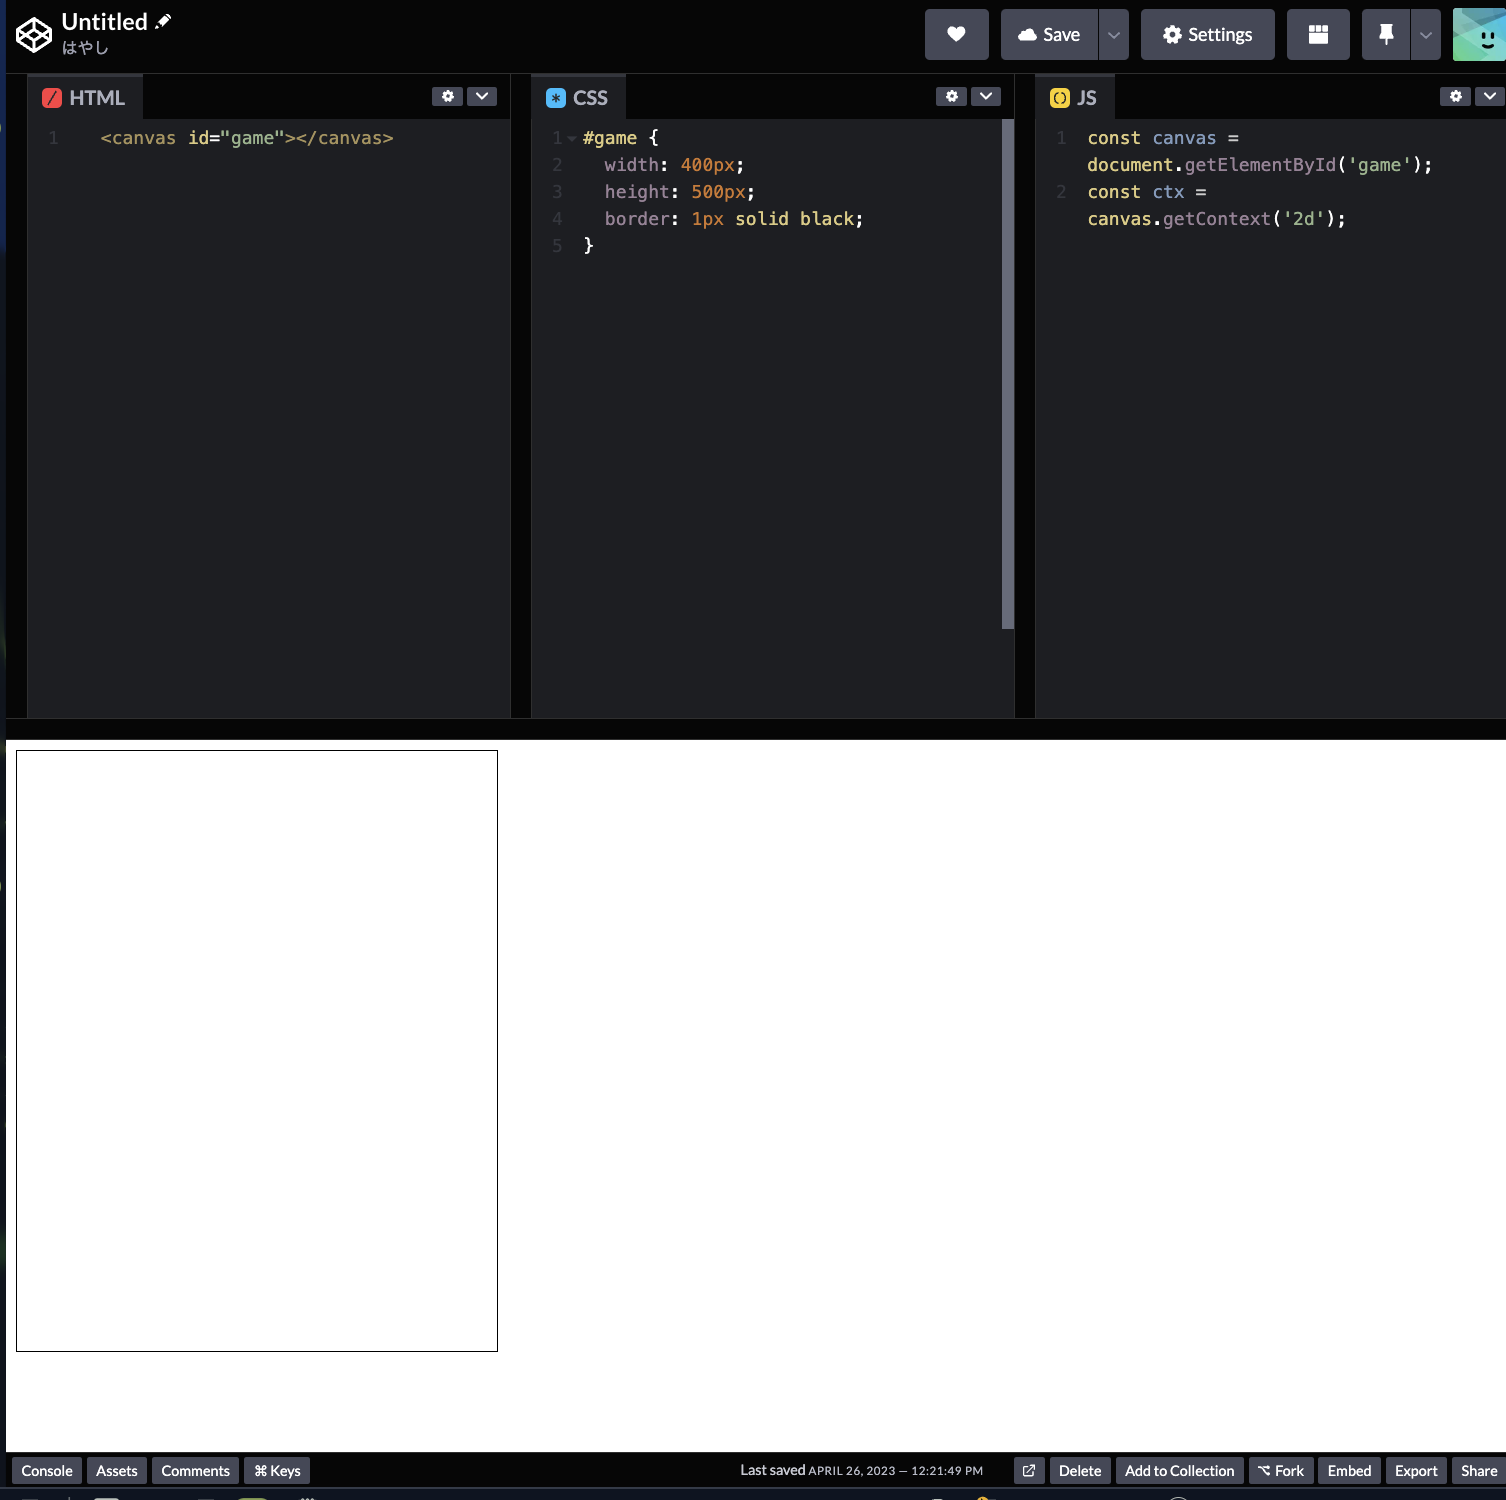 Untitled
はやし
Save
Settings
HTML
1 <canvas id="game"></canvas>
CSS
1 #game {
2 width: 400px;
3 height: 500px;
4 border: 1px solid black;
5 }
JS
1 const canvas =
document.getElementById('game');
2 const ctx =
canvas.getContext('2d');
Console Assets Comments ⌘ Keys Last saved APRIL 26, 2023 — 12:21:49 PM Delete Add to Collection Fork Embed Export Share